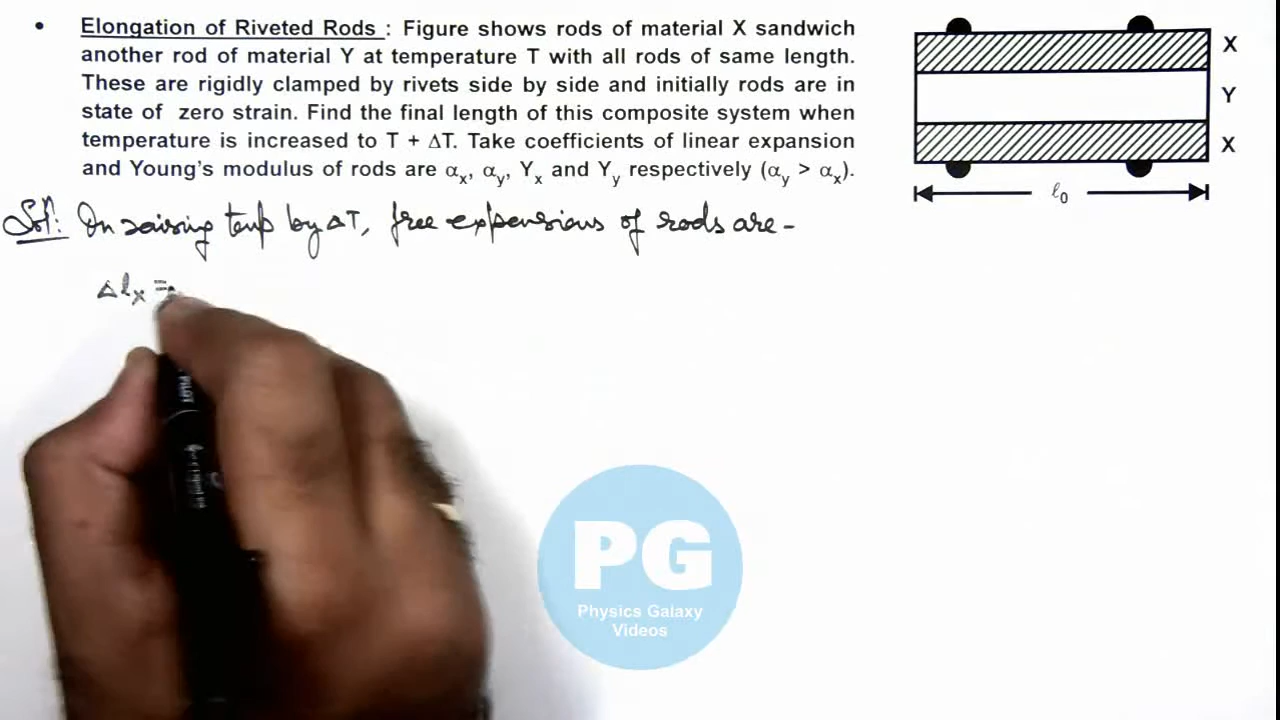 • Elongation of Riveted Rods : Figure shows rods of material X sandwich
another rod of material Y at temperature T with all rods of same length.
These are rigidly clamped by rivets side by side and initially rods are in
state of zero strain. Find the final length of this composite system when
temperature is increased to T + ΔT. Take coefficients of linear expansion
and Young's modulus of rods are αx, αy, Yx and Yy respectively (αy > αx).
X
Y
X
ℓ0
Solⁿ: On raising temp by ΔT, free expansions of rods are -
Δlx =
PILOT
PG
Physics Galaxy
Videos